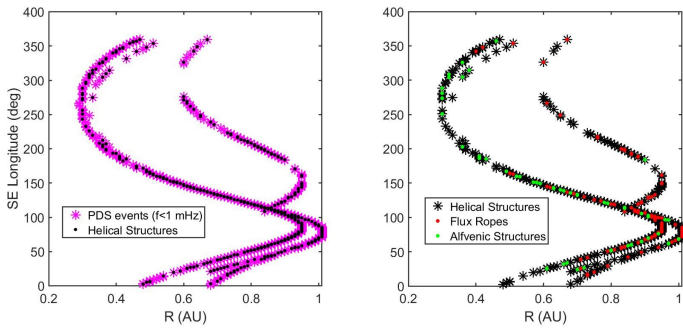 400
350
300
250
200
150
100
50
0
SE Longitude (deg)
PDS events (f<1 mHz)
Helical Structures
0.2 0.4 0.6 0.8 1
R (AU)
400
350
300
250
200
150
100
50
0
Helical Structures
Flux Ropes
Alfvenic Structures
0.2 0.4 0.6 0.8 1
R (AU)